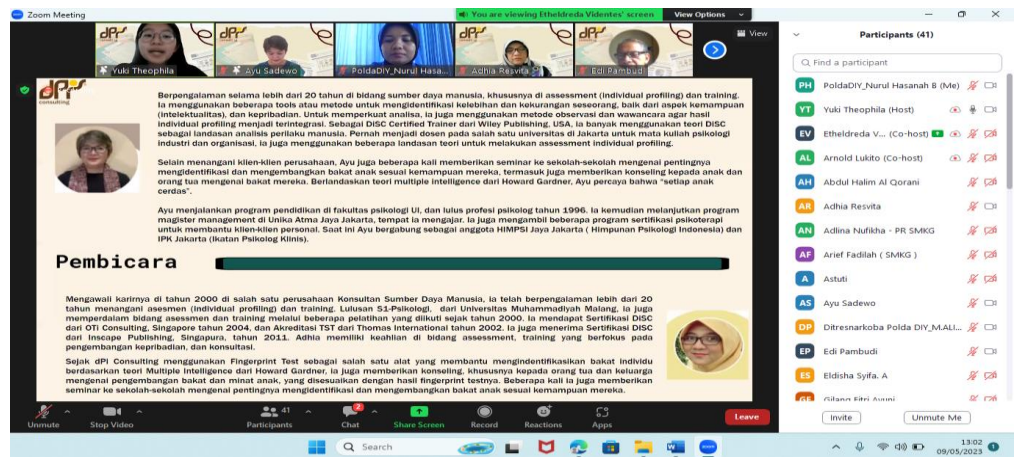 Zoom Meeting
You are viewing Etheldreda Videntes' screen
View Options
View
Yuki Theophila
Ayu Sadewo
PoldaDIY_Nurul Hasa...
Adhia Resvita
Edi Pambudi
dPI
consulting
Berpengalaman selama lebih dari 20 tahun di bidang sumber daya manusia, khususnya di assessment (individual profiling) dan training.
Ia menggunakan beberapa tools atau metode untuk mengidentifikasi kelebihan dan kekurangan seseorang, baik dari aspek kemampuan
(intelektualitas), dan kepribadian. Untuk memperkuat analisa, ia juga menggunakan metode observasi dan wawancara agar hasil
individual profiling menjadi terintegrasi. Sebagai DISC Certified Trainer dari Wiley Publishing, USA, ia banyak menggunakan teori DISC
sebagai landasan analisis perilaku manusia. Pernah menjadi dosen pada salah satu universitas di Jakarta untuk mata kuliah psikologi
industri dan organisasi, ia juga menggunakan beberapa landasan teori untuk melakukan assessment individual profiling.
Selain menangani klien-klien perusahaan, Ayu juga beberapa kali memberikan seminar ke sekolah-sekolah mengenai pentingnya
mengidentifikasi dan mengembangkan bakat anak sesuai kemampuan mereka, termasuk juga memberikan konseling kepada anak dan
orang tua mengenai bakat mereka. Berlandaskan teori multiple intelligence dari Howard Gardner, Ayu percaya bahwa "setiap anak
cerdas".
Ayu menjalankan program pendidikan di fakultas psikologi UI, dan lulus profesi psikolog tahun 1996. Ia kemudian melanjutkan program
magister management di Unika Atma Jaya Jakarta, tempat ia mengajar. Ia juga mengambil beberapa program sertifikasi psikoterapi
untuk membantu klien-klien personal. Saat ini Ayu bergabung sebagai anggota HIMPSI Jaya Jakarta ( Himpunan Psikologi Indonesia) dan
IPK Jakarta (Ikatan Psikolog Klinis).
Pembicara
Mengawali karirnya di tahun 2000 di salah satu perusahaan Konsultan Sumber Daya Manusia, ia telah berpengalaman lebih dari 20
tahun menangani asesmen (individual profiling) dan training. Lulusan S1-Psikologi, dari Universitas Muhammadiyah Malang, ia juga
memperdalam bidang asessmen dan training melalui beberapa pelatihan yang diikuti sejak tahun 2000. Ia mendapat Sertifikasi DISC
dari OTi Consulting, Singapore tahun 2004, dan Akreditasi TST dari Thomas International tahun 2002. Ia juga menerima Sertifikasi DISC
dari Inscape Publishing, Singapura, tahun 2011. Adhia memiliki keahlian di bidang assessment, training yang berfokus pada
pengembangan kepribadian, dan konsultasi.
Sejak dPI Consulting menggunakan Fingerprint Test sebagai salah satu alat yang membantu mengindentifikasikan bakat individu
berdasarkan teori Multiple Intelligence dari Howard Gardner, ia juga memberikan konseling, khususnya kepada orang tua dan keluarga
mengenai pengembangan bakat dan minat anak, yang disesuaikan dengan hasil fingerprint testnya. Beberapa kali ia juga memberikan
seminar ke sekolah-sekolah mengenai pentingnya mengidentifikasi dan mengembangkan bakat anak sesuai kemampuan mereka.
Unmute
Stop Video
41
Participants
2
Chat
Share Screen
Record
Reactions
Apps
Leave
Participants (41)
Find a participant
PH PoldaDIY_Nurul Hasanah B (Me)
YT Yuki Theophila (Host)
EV Etheldreda V... (Co-host)
AL Arnold Lukito (Co-host)
AH Abdul Halim Al Qorani
AR Adhia Resvita
AN Adlina Nufikha - PR SMKG
AF Arief Fadilah ( SMKG )
A Astuti
AS Ayu Sadewo
DP Ditresnarkoba Polda DIY_M.ALI...
EP Edi Pambudi
ES Eldisha Syifa. A
GF Gilang Fitri Ayuni
Invite
Unmute Me
Search
13:02
09/05/2023